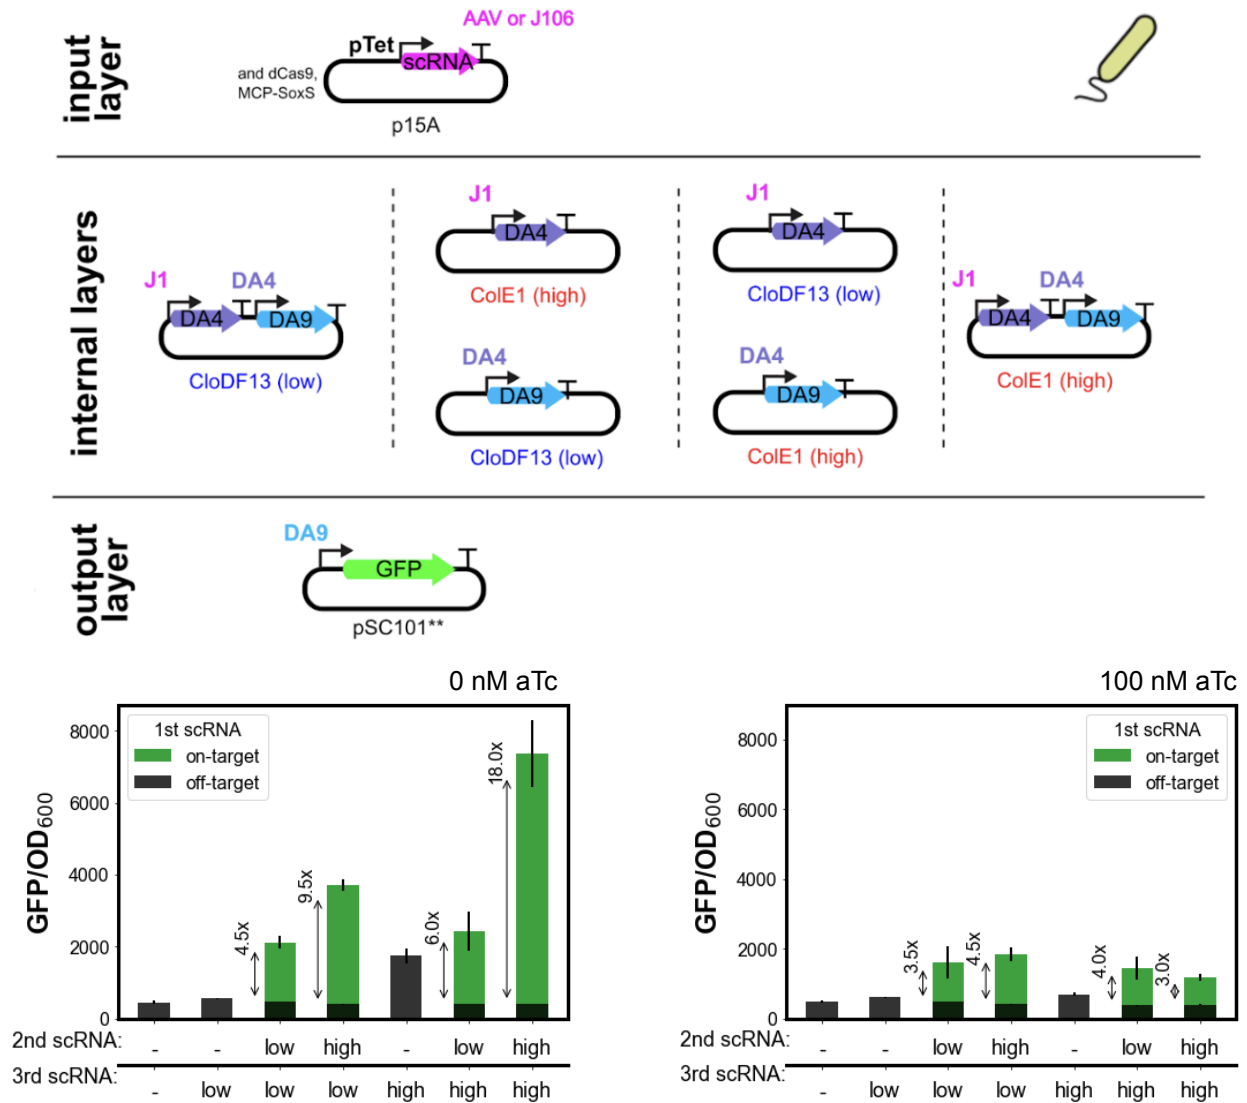 AAV or J106
input
layer
pTet
scRNA
and dCas9,
MCP-SoxS
p15A
internal layers
J1
DA4
DA4
DA9
CloDF13 (low)
J1
DA4
ColE1 (high)
DA4
DA9
CloDF13 (low)
J1
DA4
CloDF13 (low)
DA4
DA9
ColE1 (high)
J1
DA4
DA4
DA9
ColE1 (high)
output
layer
DA9
GFP
pSC101**
0 nM aTc
GFP/OD600
8000
6000
4000
2000
0
1st scRNA
on-target
off-target
4.5x
9.5x
6.0x
18.0x
2nd scRNA: - - low high - low high
3rd scRNA: - low low low high high high
100 nM aTc
GFP/OD600
8000
6000
4000
2000
0
1st scRNA
on-target
off-target
3.5x
4.5x
4.0x
3.0x
2nd scRNA: - - low high - low high
3rd scRNA: - low low low high high high